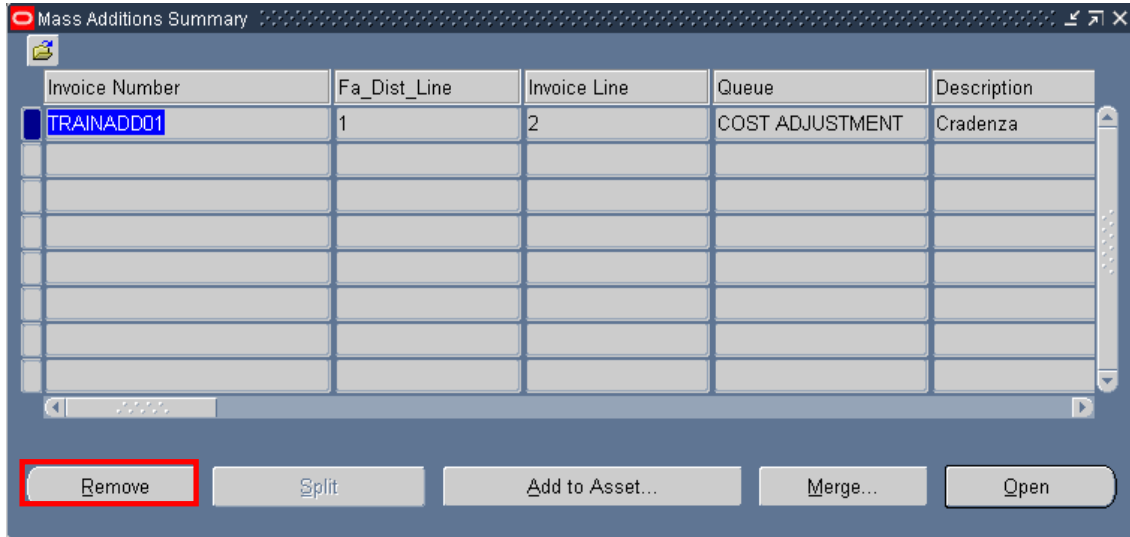 Mass Additions Summary
Invoice Number Fa_Dist_Line Invoice Line Queue Description
TRAINADD01 1 2 COST ADJUSTMENT Cradenza
Remove Split Add to Asset... Merge... Open